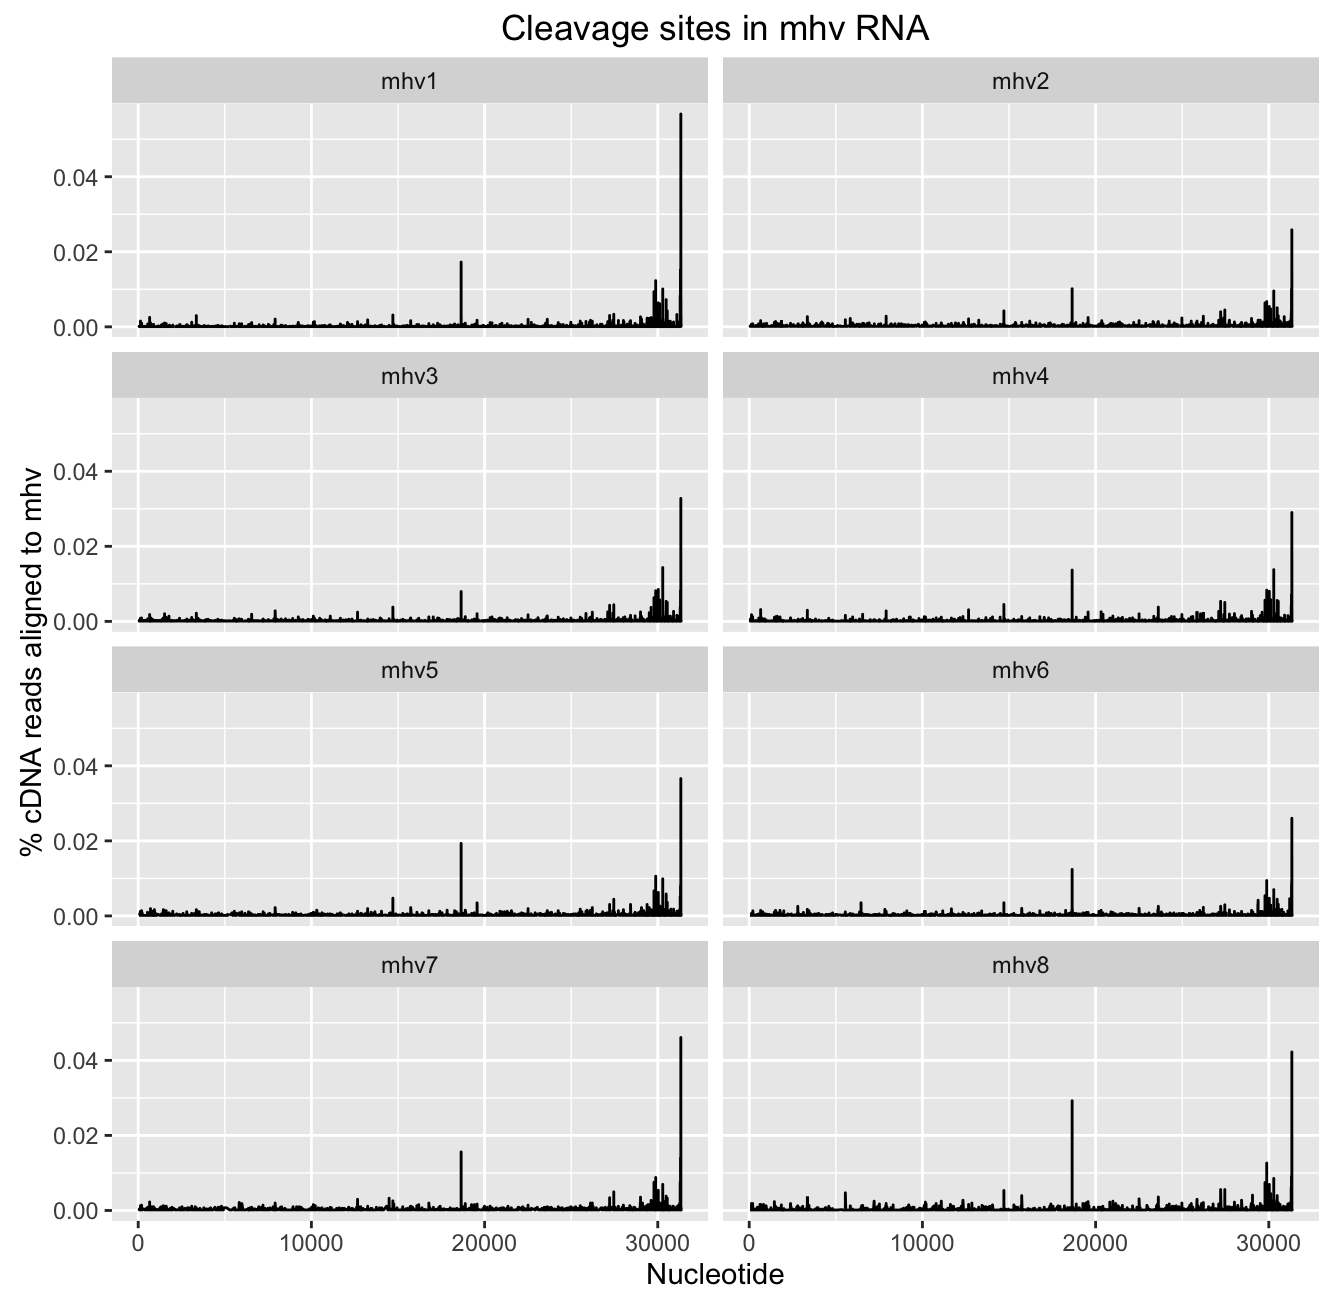 Cleavage sites in mhv RNA
mhv1
mhv2
0.04
0.02
0.00
mhv3
mhv4
0.04
0.02
0.00
mhv5
mhv6
0.04
0.02
0.00
mhv7
mhv8
0.04
0.02
0.00
% cDNA reads aligned to mhv
0 10000 20000 30000
0 10000 20000 30000
Nucleotide